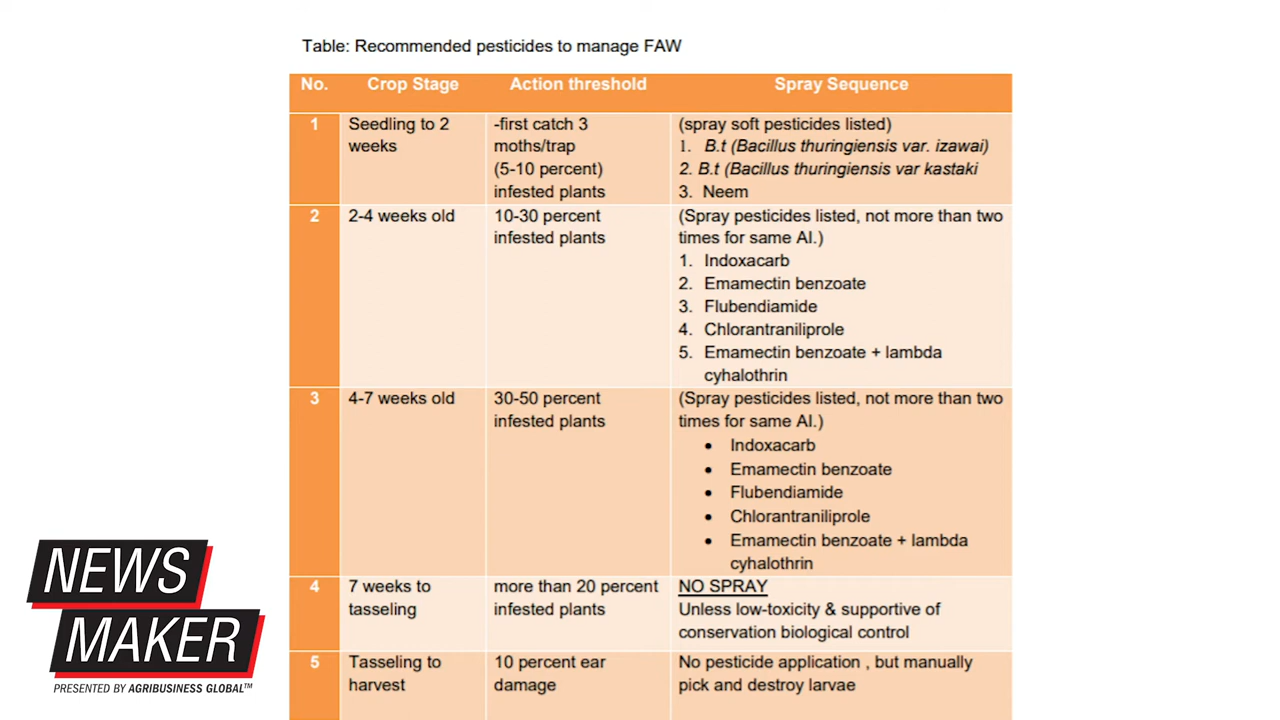 Table: Recommended pesticides to manage FAW
No. Crop Stage Action threshold Spray Sequence
1
Seedling to 2
weeks
-first catch 3
moths/trap
(5-10 percent)
infested plants
(spray soft pesticides listed)
1. B.t (Bacillus thuringiensis var. izawai)
2. B.t (Bacillus thuringiensis var kastaki
3. Neem
2
2-4 weeks old
10-30 percent
infested plants
(Spray pesticides listed, not more than two
times for same AI.)
1. Indoxacarb
2. Emamectin benzoate
3. Flubendiamide
4. Chlorantraniliprole
5. Emamectin benzoate + lambda
cyhalothrin
3
4-7 weeks old
30-50 percent
infested plants
(Spray pesticides listed, not more than two
times for same AI.)
• Indoxacarb
• Emamectin benzoate
• Flubendiamide
• Chlorantraniliprole
• Emamectin benzoate + lambda
cyhalothrin
4
7 weeks to
tasseling
more than 20 percent
infested plants
NO SPRAY
Unless low-toxicity & supportive of
conservation biological control
5
Tasseling to
harvest
10 percent ear
damage
No pesticide application , but manually
pick and destroy larvae
NEWS
MAKER
PRESENTED BY AGRIBUSINESS GLOBAL™